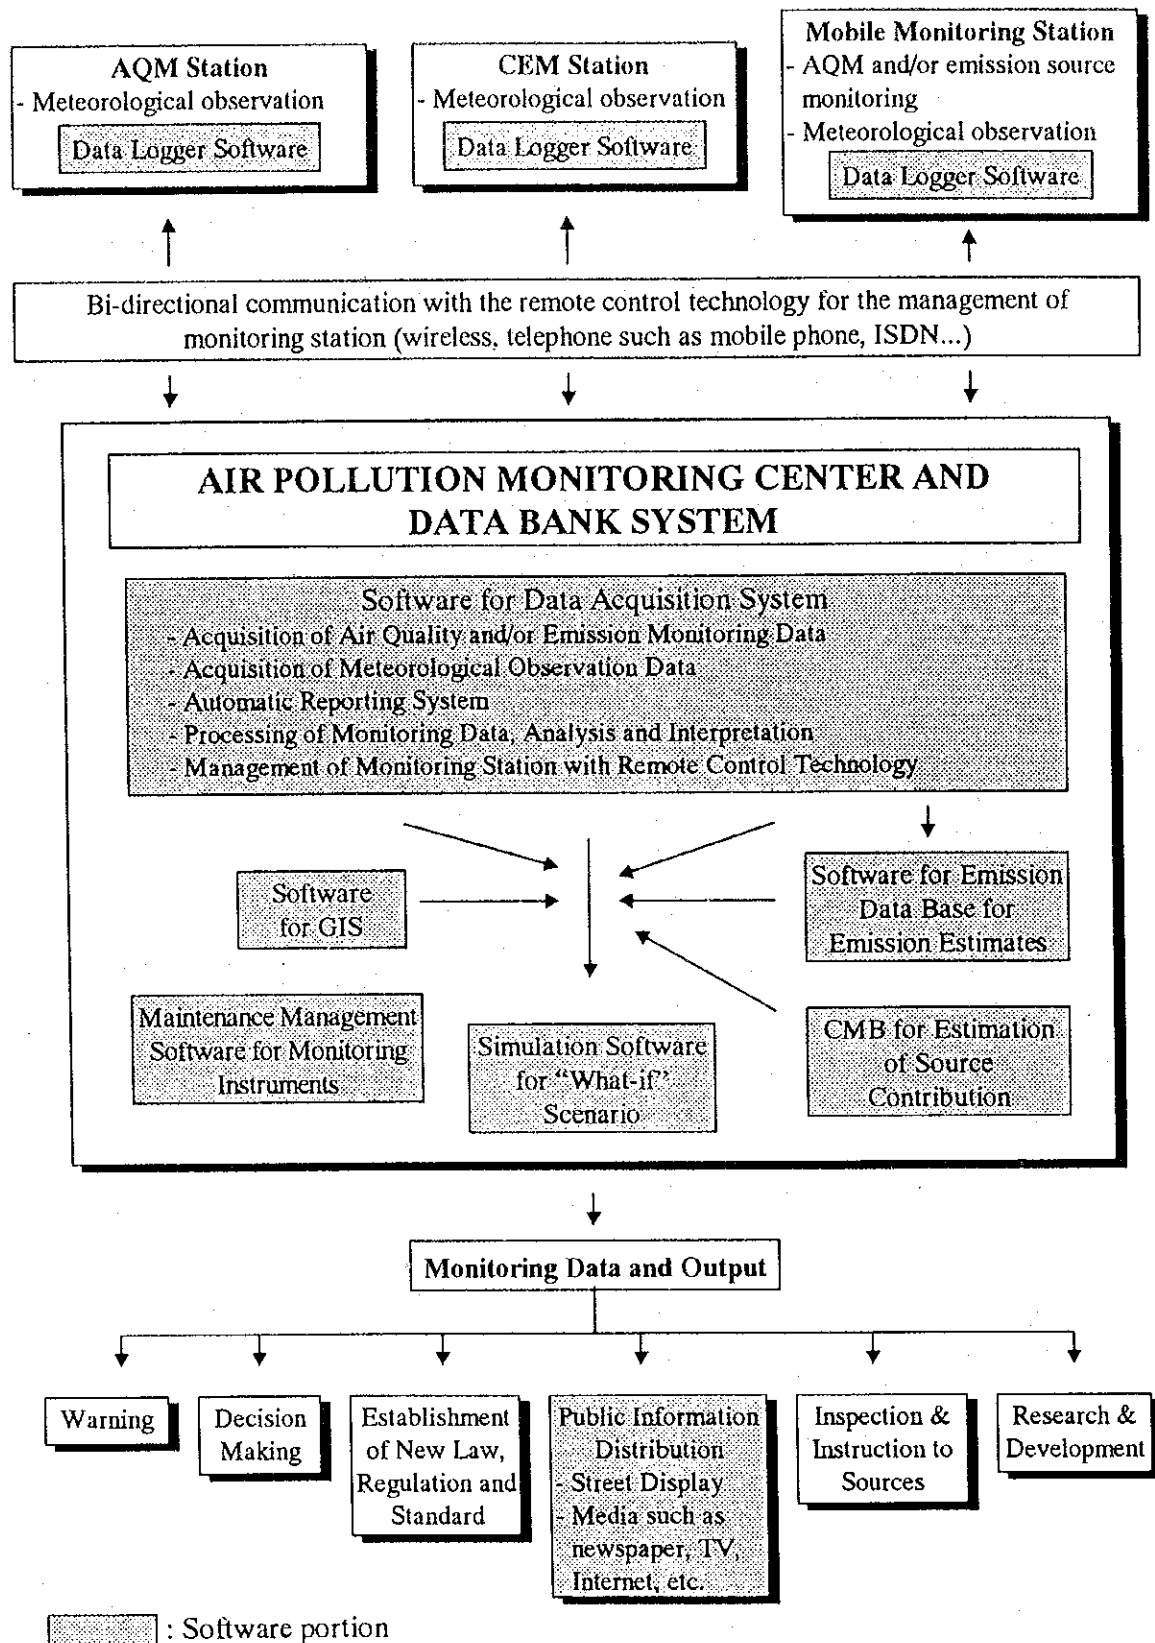 AQM Station
- Meteorological observation
Data Logger Software
CEM Station
- Meteorological observation
Data Logger Software
Mobile Monitoring Station
- AQM and/or emission source
monitoring
- Meteorological observation
Data Logger Software
Bi-directional communication with the remote control technology for the management of
monitoring station (wireless, telephone such as mobile phone, ISDN...)
AIR POLLUTION MONITORING CENTER AND
DATA BANK SYSTEM
Software for Data Acquisition System
- Acquisition of Air Quality and/or Emission Monitoring Data
- Acquisition of Meteorological Observation Data
- Automatic Reporting System
- Processing of Monitoring Data, Analysis and Interpretation
- Management of Monitoring Station with Remote Control Technology
Software
for GIS
Software for Emission
Data Base for
Emission Estimates
Maintenance Management
Software for Monitoring
Instruments
Simulation Software
for “What-if”
Scenario
CMB for Estimation
of Source
Contribution
Monitoring Data and Output
Warning
Decision
Making
Establishment
of New Law,
Regulation and
Standard
Public Information
Distribution
- Street Display
- Media such as
newspaper, TV,
Internet, etc.
Inspection &
Instruction to
Sources
Research &
Development
: Software portion